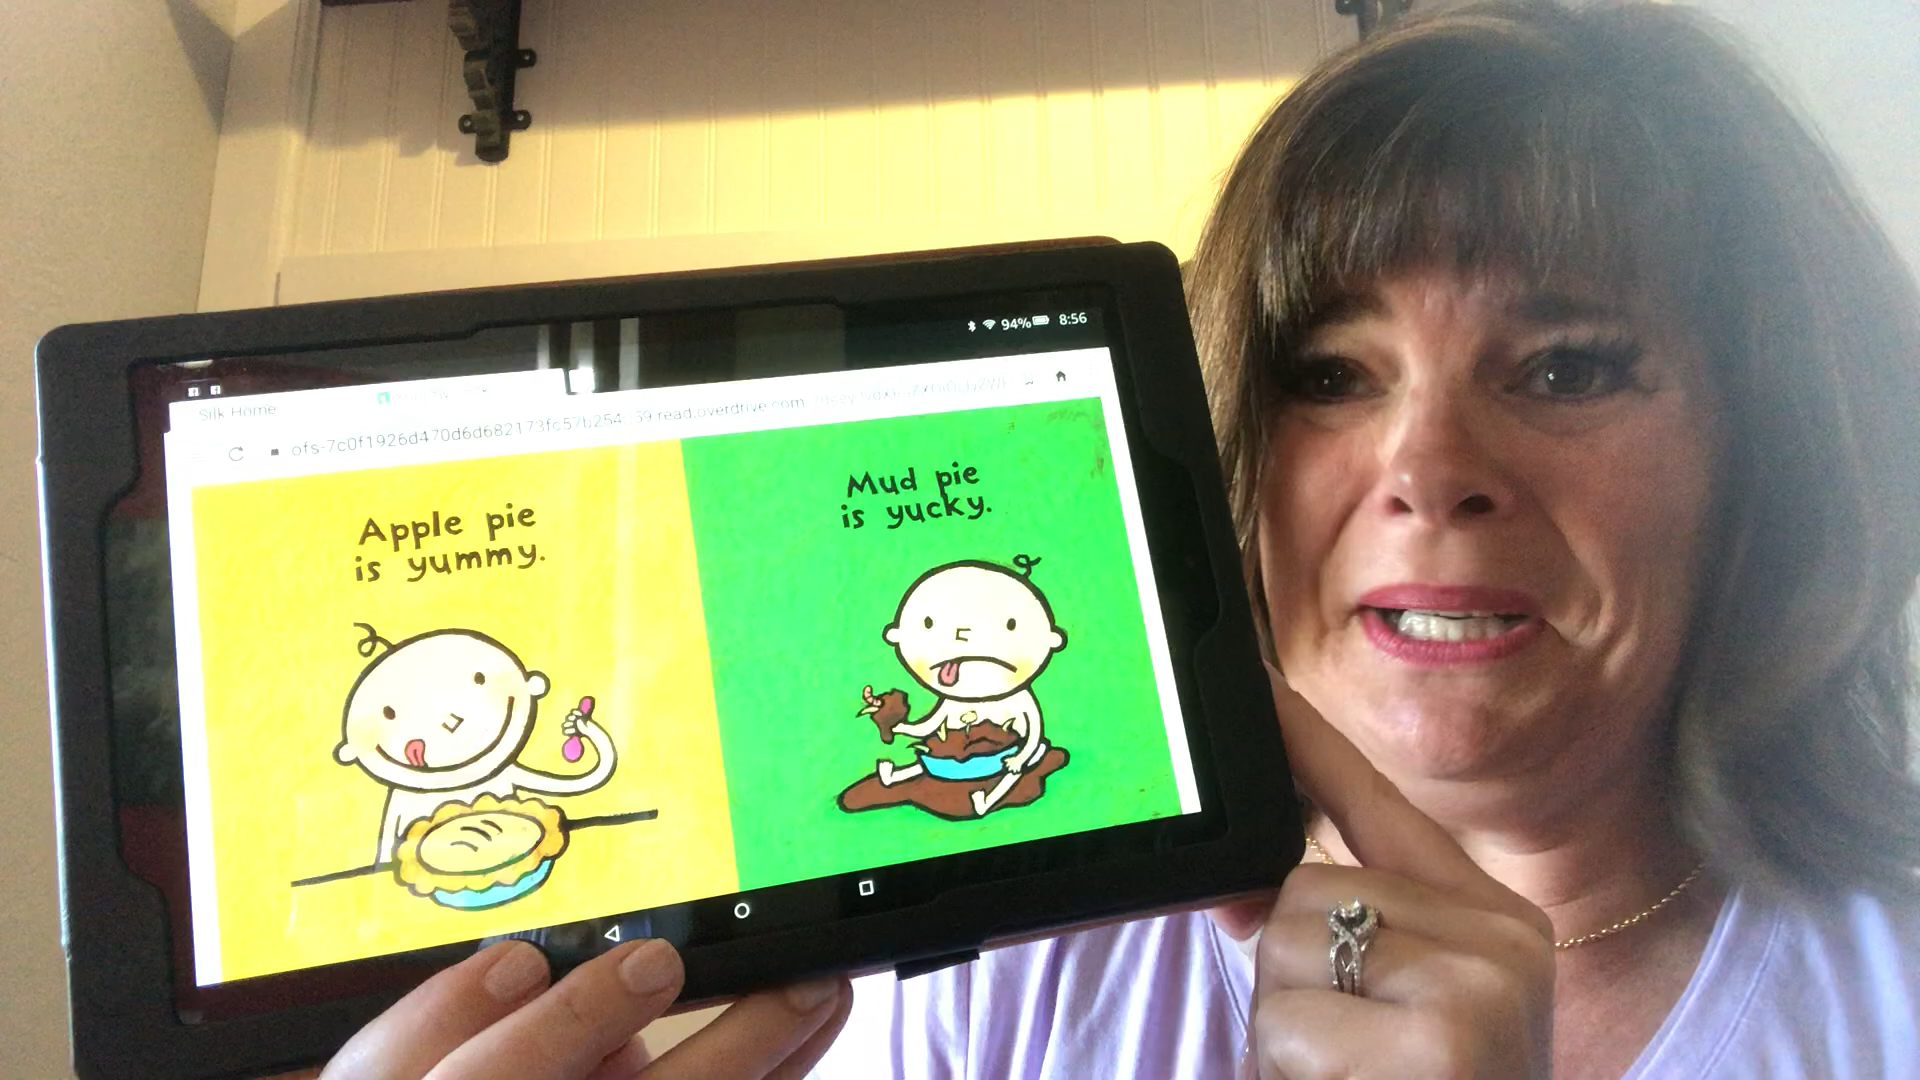 94% 8:56
Silk Home
read.overdrive.com
Apple pie
is yummy.
Mud pie
is yucky.